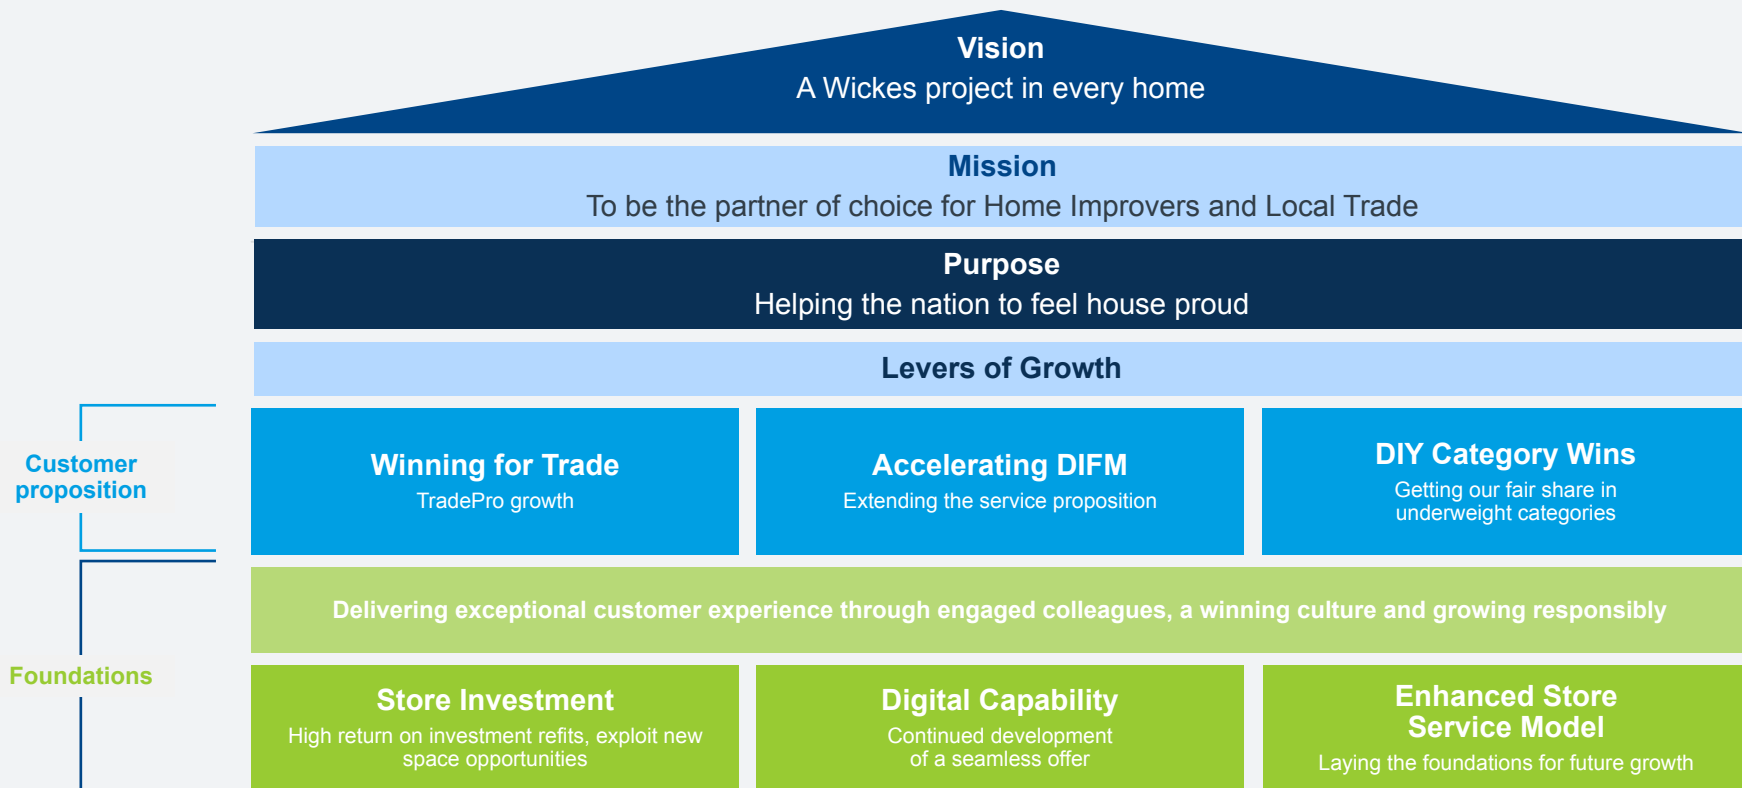 Vision
A Wickes project in every home
Mission
To be the partner of choice for Home Improvers and Local Trade
Purpose
Helping the nation to feel house proud
Levers of Growth
Customer
proposition
Winning for Trade
TradePro growth
Accelerating DIFM
Extending the service proposition
DIY Category Wins
Getting our fair share in
underweight categories
Delivering exceptional customer experience through engaged colleagues, a winning culture and growing responsibly
Foundations
Store Investment
High return on investment refits, exploit new
space opportunities
Digital Capability
Continued development
of a seamless offer
Enhanced Store
Service Model
Laying the foundations for future growth